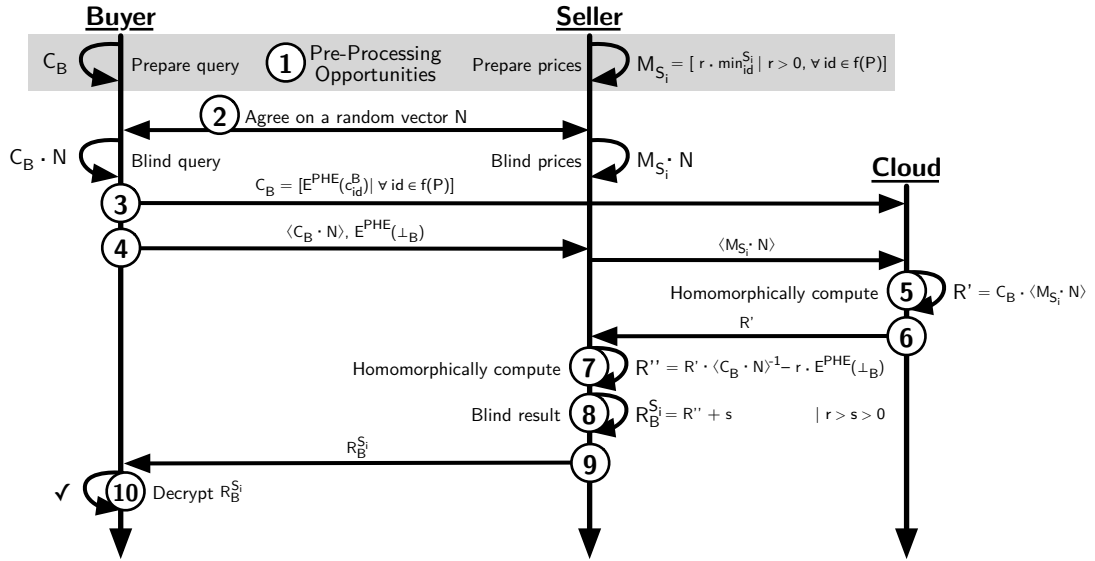 Buyer
Seller
C_B
Prepare query
1
Pre-Processing
Opportunities
Prepare prices
M_{S_i} = [ r · min_{id}^{S_i} | r > 0, ∀ id ∈ f(P)]
2
Agree on a random vector N
C_B · N
Blind query
Blind prices
M_{S_i} · N
Cloud
3
C_B = [E^{PHE}(c_{id}^B)| ∀ id ∈ f(P)]
4
⟨C_B · N⟩, E^{PHE}(⊥_B)
⟨M_{S_i} · N⟩
Homomorphically compute
5
R' = C_B · ⟨M_{S_i} · N⟩
R'
6
Homomorphically compute
7
R'' = R' · ⟨C_B · N⟩^{-1} – r · E^{PHE}(⊥_B)
Blind result
8
R_B^{S_i} = R'' + s | r > s > 0
R_B^{S_i}
9
✓
10
Decrypt R_B^{S_i}